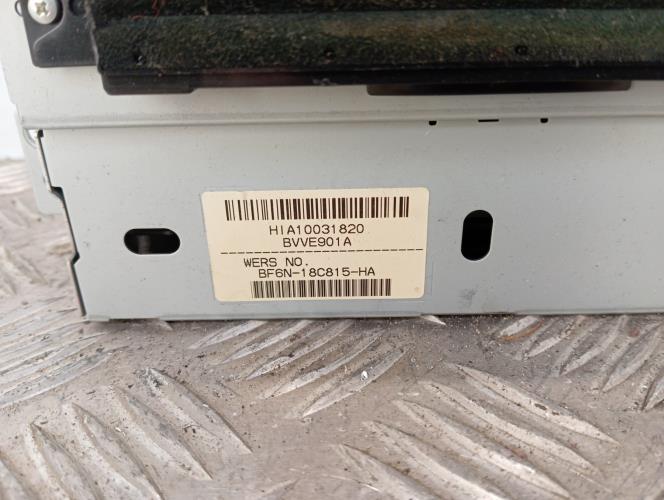 HIA10031820
BVVE901A
WERS NO.
BF6N-18C815-HA